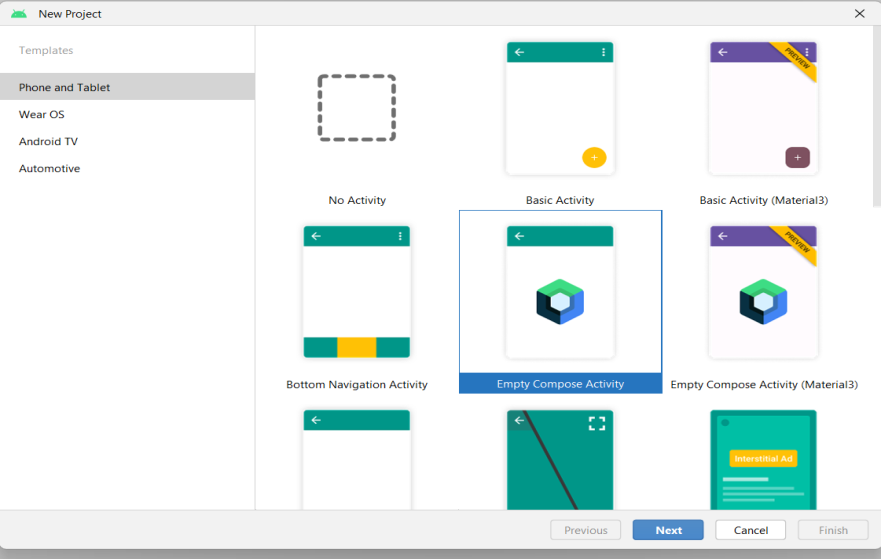 New Project
Templates
Phone and Tablet
Wear OS
Android TV
Automotive
No Activity
Basic Activity
PREVIEW
Basic Activity (Material3)
Bottom Navigation Activity
Empty Compose Activity
PREVIEW
Empty Compose Activity (Material3)
Interstitial Ad
Previous
Next
Cancel
Finish